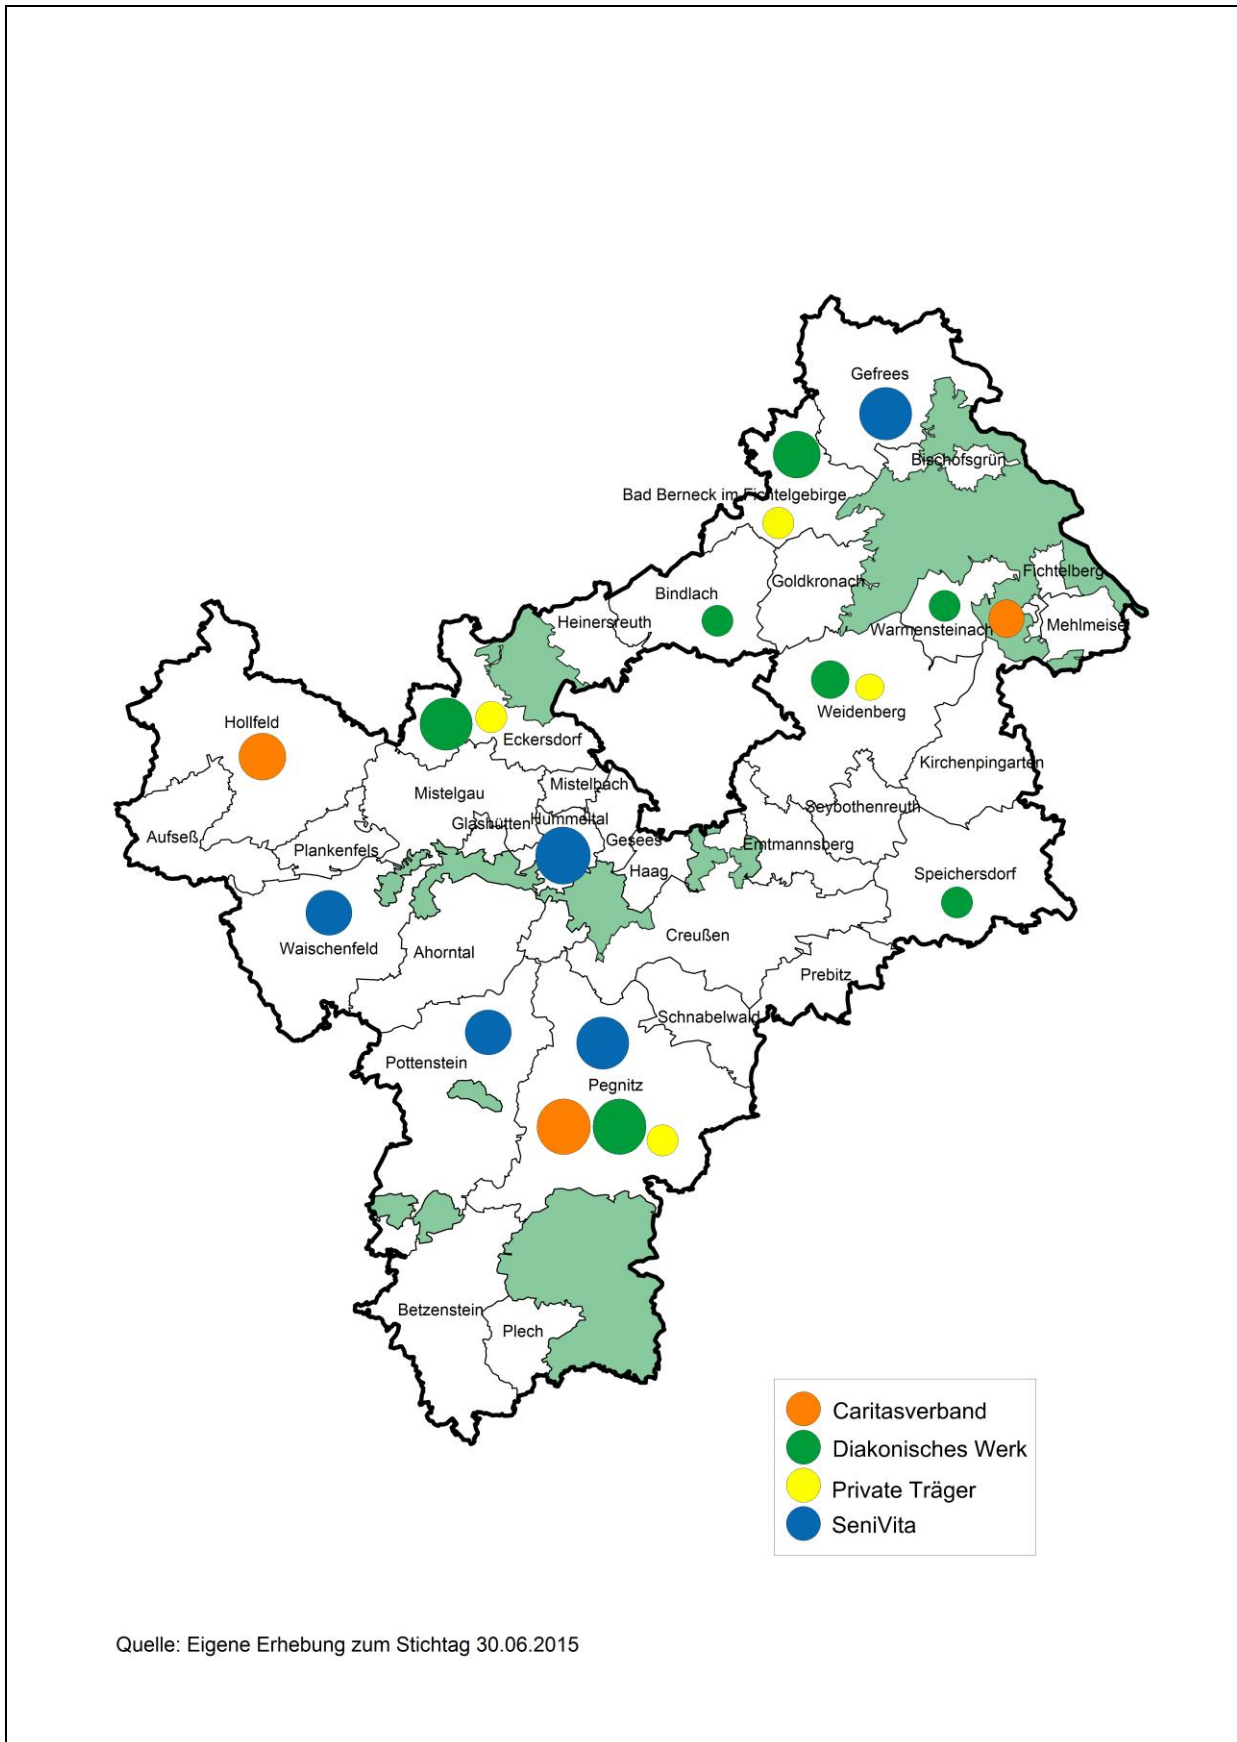 Gefrees
Bischofsgrün
Bad Berneck im Fichtelgebirge
Goldkronach
Fichtelberg
Bindlach
Heinersreuth
Warmensteinach
Mehlmeisel
Weidenberg
Hollfeld
Eckersdorf
Kirchenpingarten
Mistelbach
Mistelgau
Seybothenreuth
Hummeltal
Glashütten
Aufseß
Gesees
Emtmannsberg
Plankenfels
Haag
Speichersdorf
Creußen
Waischenfeld
Ahorntal
Prebitz
Schnabelwaid
Pottenstein
Pegnitz
Betzenstein
Plech
Caritasverband
Diakonisches Werk
Private Träger
SeniVita
Quelle: Eigene Erhebung zum Stichtag 30.06.2015